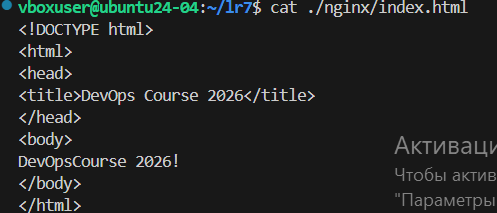 vboxuser@ubuntu24-04:~/lr7$ cat ./nginx/index.html
<!DOCTYPE html>
<html>
<head>
<title>DevOps Course 2026</title>
</head>
<body>
DevOpsCourse 2026!
</body>
</html>
Активаци
Чтобы актив
"Параметры